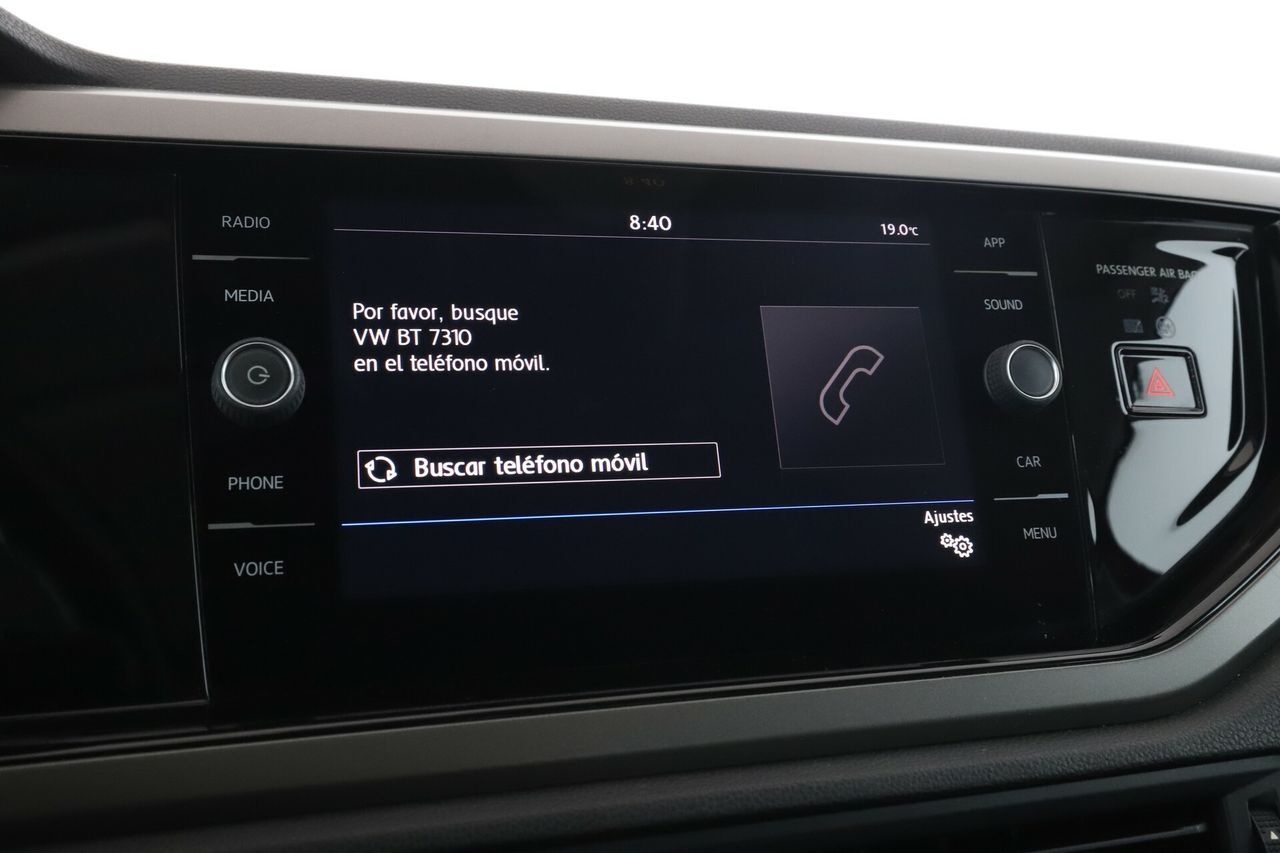 RADIO
MEDIA
PHONE
VOICE
8:40
19.0°C
Por favor, busque
VW BT 7310
en el teléfono móvil.
Buscar teléfono móvil
Ajustes
APP
SOUND
CAR
MENU
PASSENGER AIR BAG
OFF